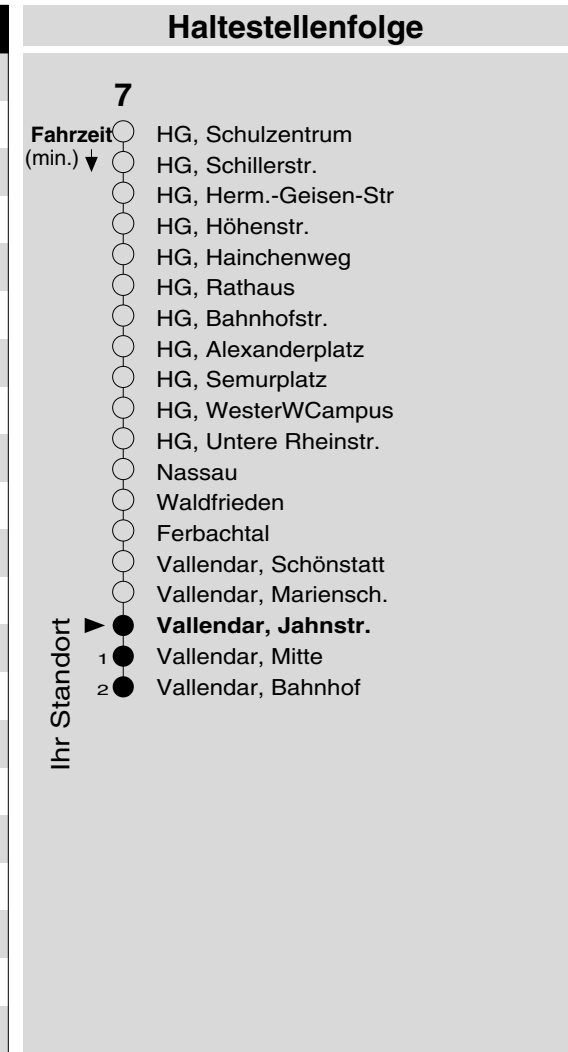 Haltestellenfolge
7
Fahrzeit HG, Schulzentrum
(min.) HG, Schillerstr.
HG, Herm.-Geisen-Str
HG, Höhenstr.
HG, Hainchenweg
HG, Rathaus
HG, Bahnhofstr.
HG, Alexanderplatz
HG, Semurplatz
HG, WesterWCampus
HG, Untere Rheinstr.
Nassau
Waldfrieden
Ferbachtal
Vallendar, Schönstatt
Vallendar, Mariensch.
Vallendar, Jahnstr.
1 Vallendar, Mitte
2 Vallendar, Bahnhof
Ihr Standort